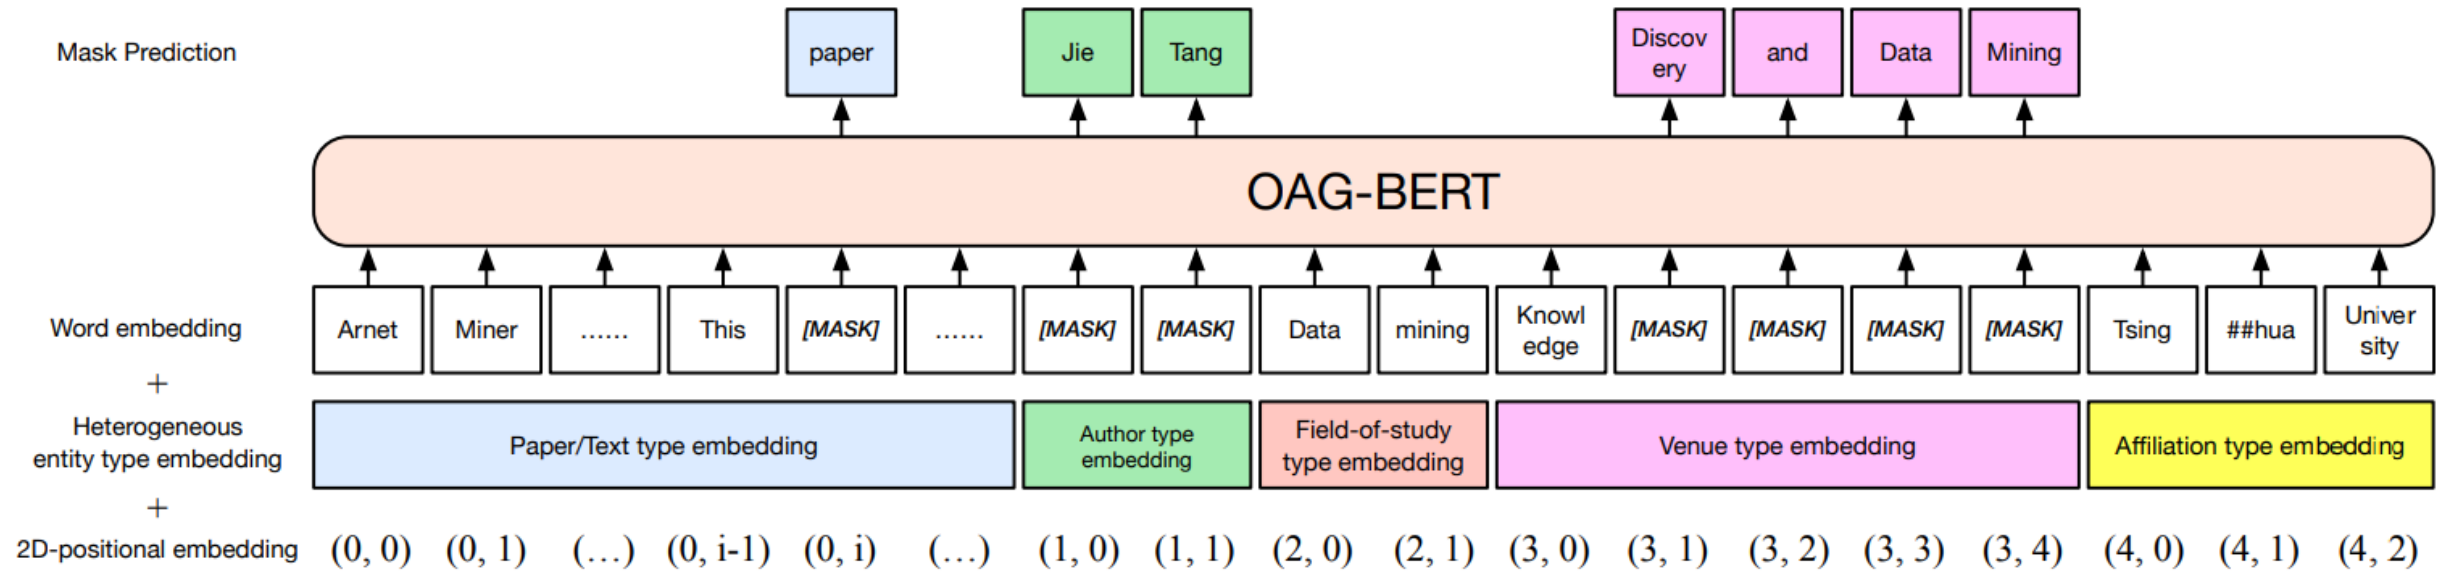 Mask Prediction
paper
Jie
Tang
Discov
ery
and
Data
Mining
OAG-BERT
Word embedding
Arnet
Miner
......
This
[MASK]
......
[MASK]
[MASK]
Data
mining
Knowl
edge
[MASK]
[MASK]
[MASK]
[MASK]
Tsing
##hua
Univer
sity
+
Heterogeneous
entity type embedding
Paper/Text type embedding
Author type
embedding
Field-of-study
type embedding
Venue type embedding
Affiliation type embedding
+
2D-positional embedding
(0, 0)
(0, 1)
(...)
(0, i-1)
(0, i)
(...)
(1, 0)
(1, 1)
(2, 0)
(2, 1)
(3, 0)
(3, 1)
(3, 2)
(3, 3)
(3, 4)
(4, 0)
(4, 1)
(4, 2)